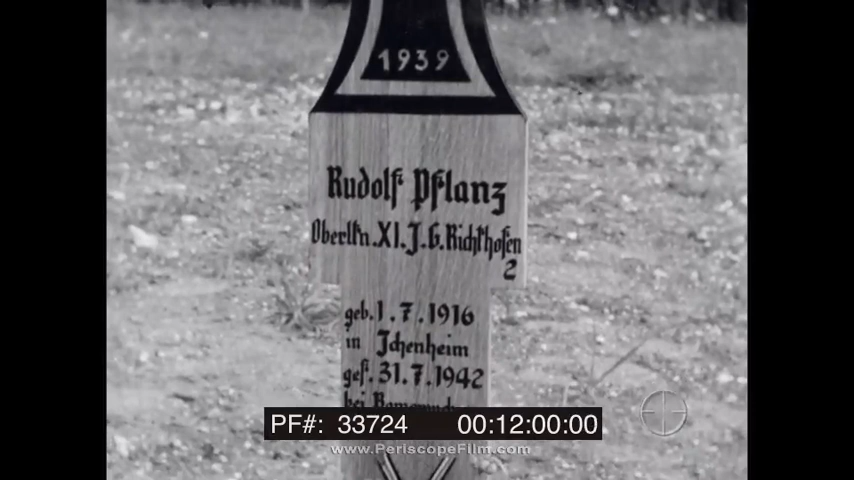 1939
Rudolf Pflanz
Oberltn. XI. J. G. Richthofen
2
geb. 1. 7. 1916
in Ichenheim
gef. 31. 7. 1942
bei
PF#: 33724 00:12:00:00
www.PeriscopeFilm.com